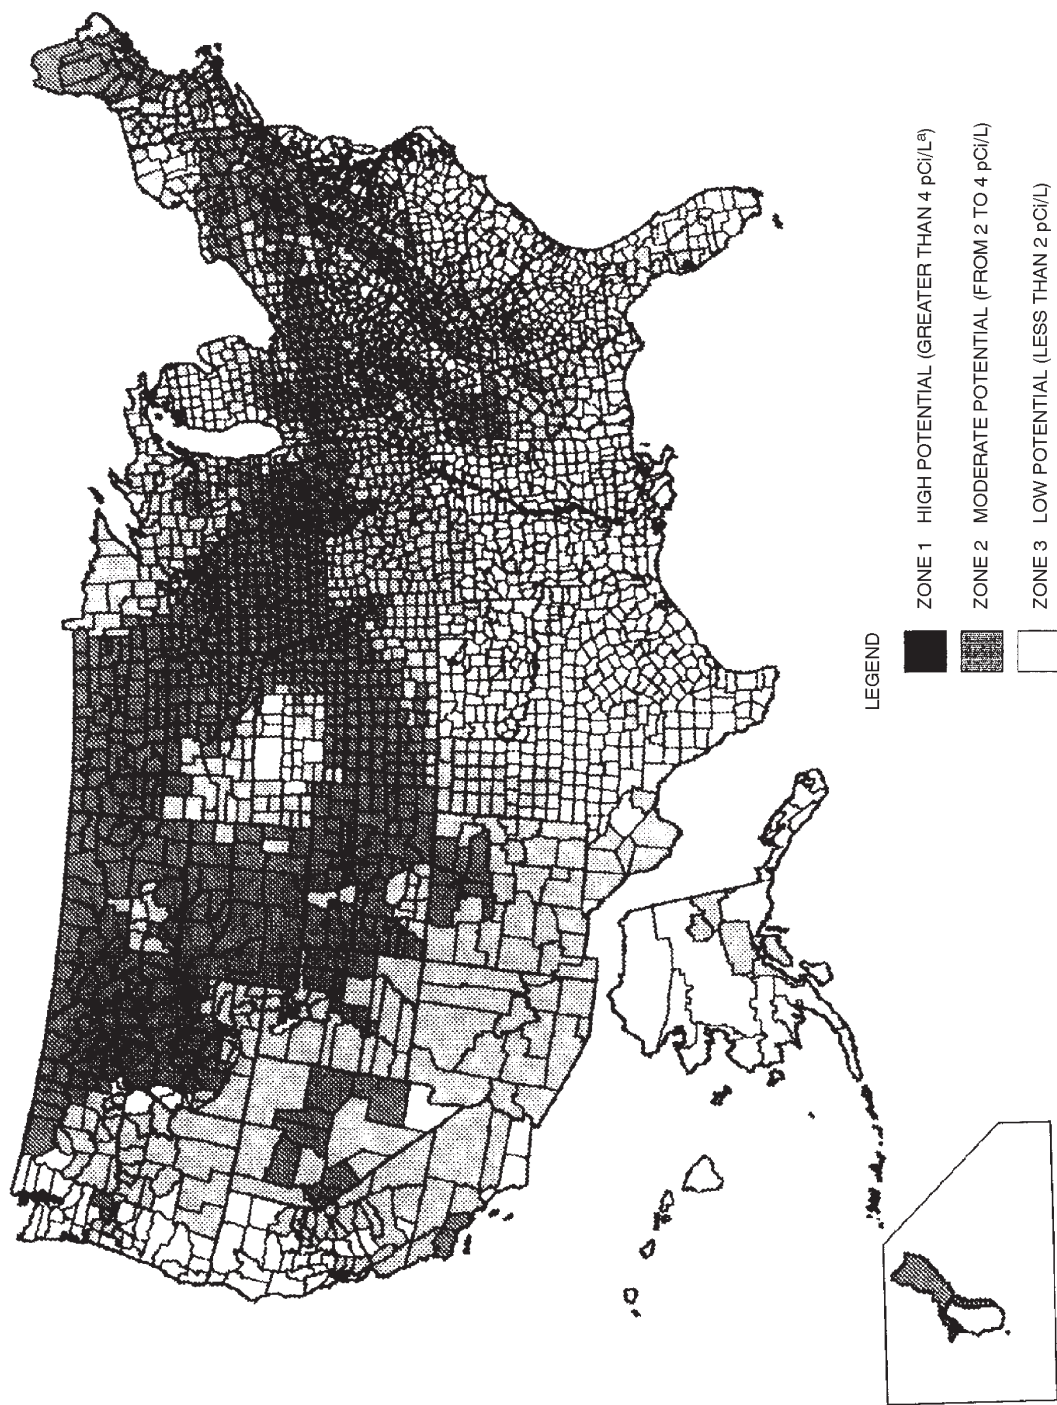 LEGEND
ZONE 1 HIGH POTENTIAL (GREATER THAN 4 pCi/Lª)
ZONE 2 MODERATE POTENTIAL (FROM 2 TO 4 pCi/L)
ZONE 3 LOW POTENTIAL (LESS THAN 2 pCi/L)